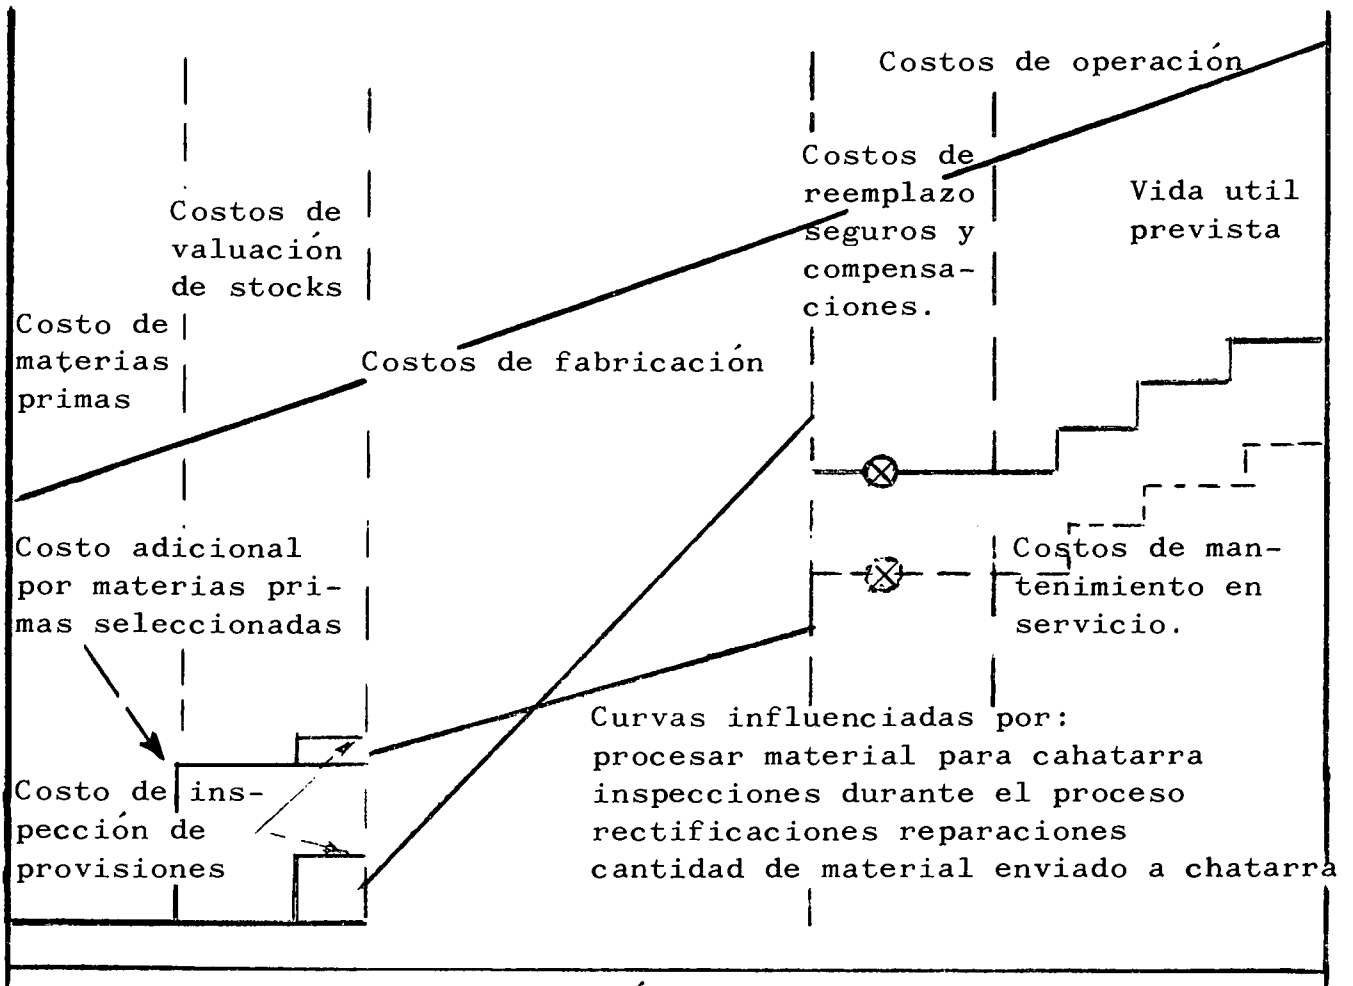 Costos de operación
Costos de
reemplazo
seguros y
compensa-
ciones.
Vida util
prevista
Costos de
valuación
de stocks
Costo de
materias
primas
Costos de fabricación
Costo adicional
por materias pri-
mas seleccionadas
Costos de man-
tenimiento en
servicio.
Curvas influenciadas por:
procesar material para cahatarra
inspecciones durante el proceso
rectificaciones reparaciones
cantidad de material enviado a chatarra
Costo de ins-
pección de
provisiones